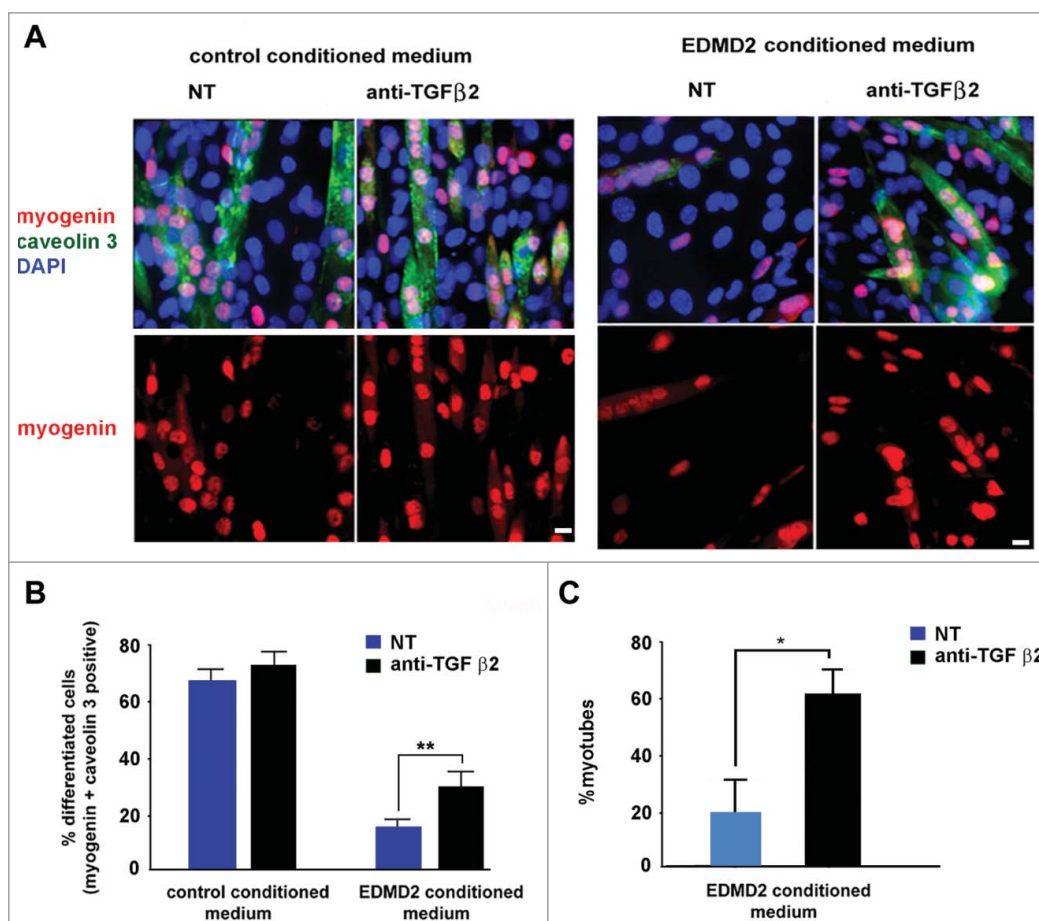 A
control conditioned medium
EDMD2 conditioned medium
NT
anti-TGFβ2
NT
anti-TGFβ2
myogenin
caveolin 3
DAPI
myogenin
B
% differentiated cells
(myogenin + caveolin 3 positive)
80
60
40
20
0
NT
anti-TGF β2
**
control conditioned
medium
EDMD2 conditioned
medium
C
%myotubes
80
60
40
20
0
NT
anti-TGF β2
*
EDMD2 conditioned
medium